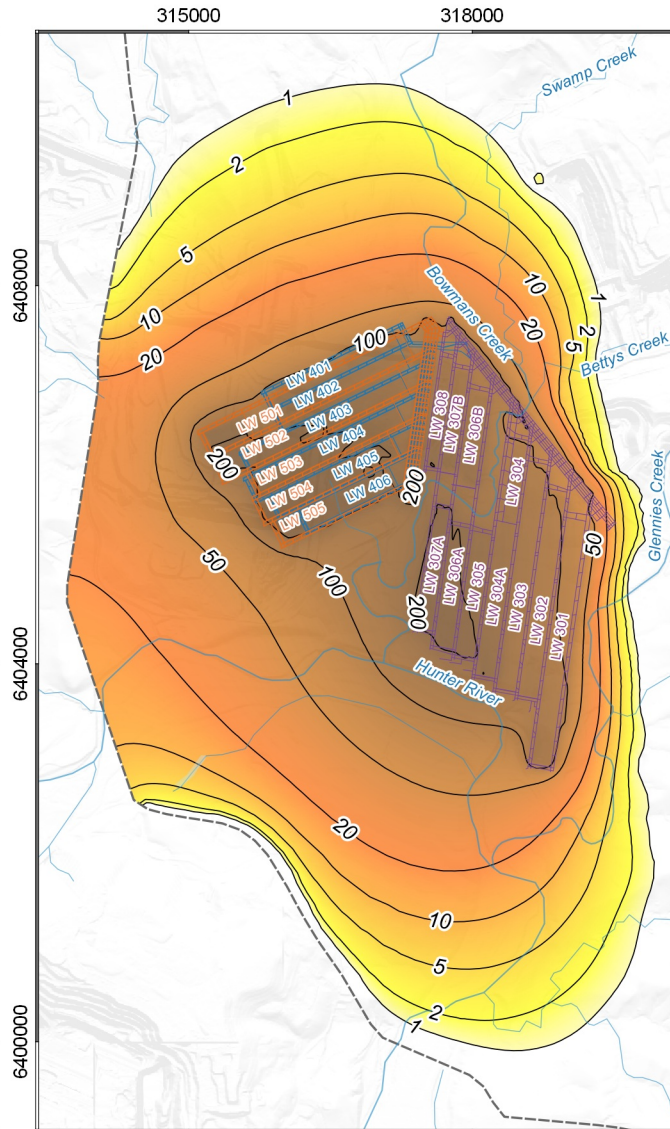 315000
318000
Swamp Creek
1
2
6408000
5
10
1
10
20
20
2
5
Bowmans Creek
Bettys Creek
100
LW 401
LW 402
LW 501
LW 403
LW 308
LW 307B
LW 306B
LW 502
LW 404
200
LW 503
LW 405
LW 304
LW 504
LW 406
200
Glennies Creek
LW 505
50
50
100
LW 307A
LW 306A
LW 305
LW 304A
LW 303
LW 302
LW 301
200
6404000
Hunter River
20
10
5
2
1
6400000